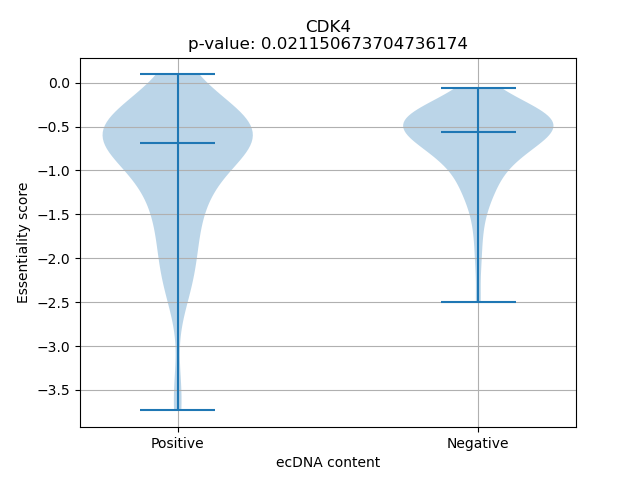 CDK4
p-value: 0.021150673704736174
0.0
−0.5
−1.0
−1.5
−2.0
−2.5
−3.0
−3.5
Essentiality score
Positive
Negative
ecDNA content